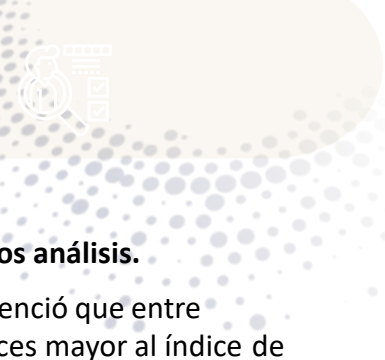 os análisis.
enció que entre
ces mayor al índice de